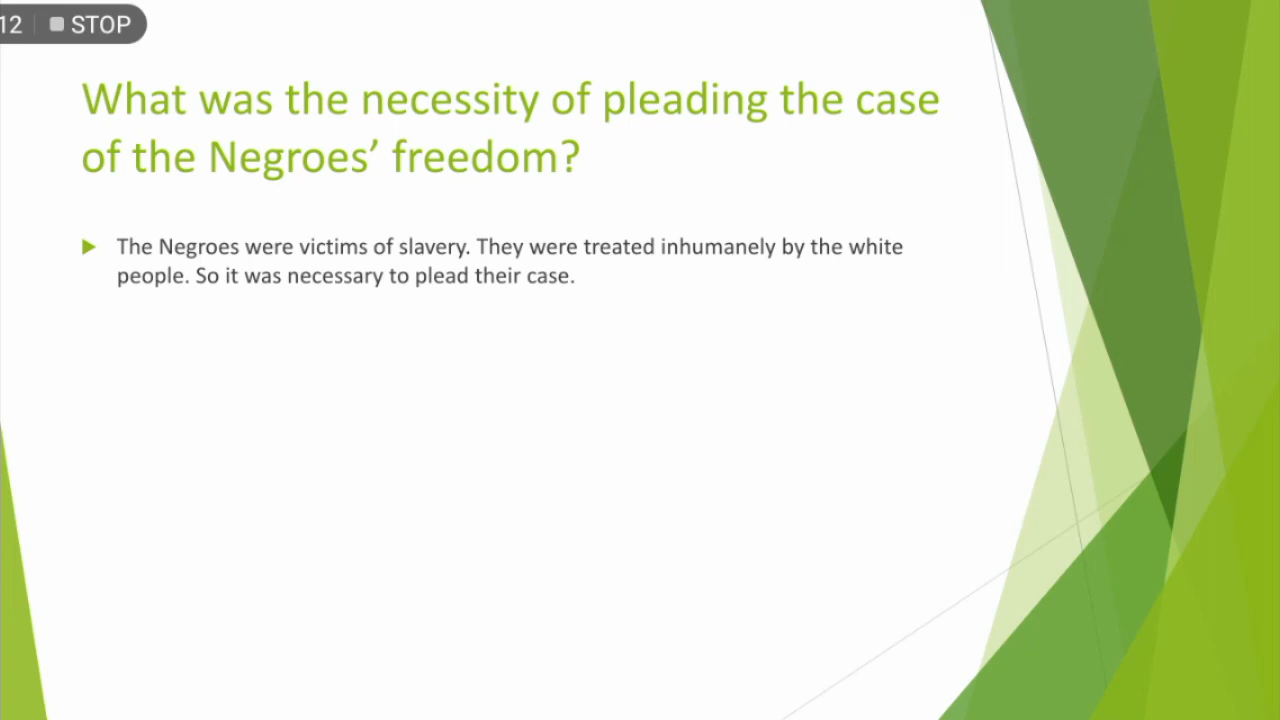 12 STOP
What was the necessity of pleading the case
of the Negroes’ freedom?
The Negroes were victims of slavery. They were treated inhumanely by the white
people. So it was necessary to plead their case.